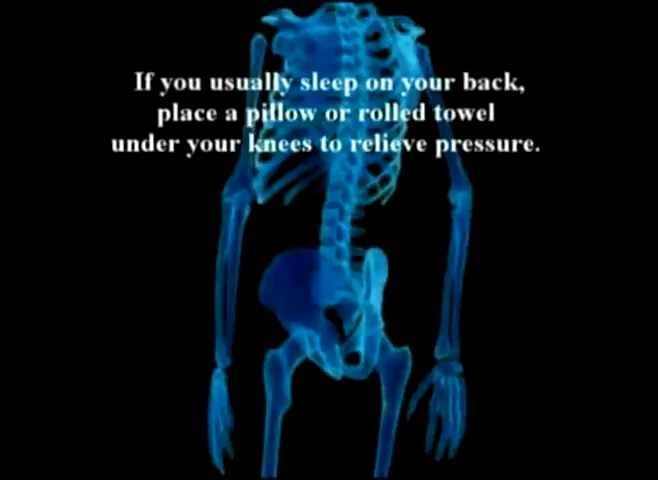 If you usually sleep on your back,
place a pillow or rolled towel
under your knees to relieve pressure.